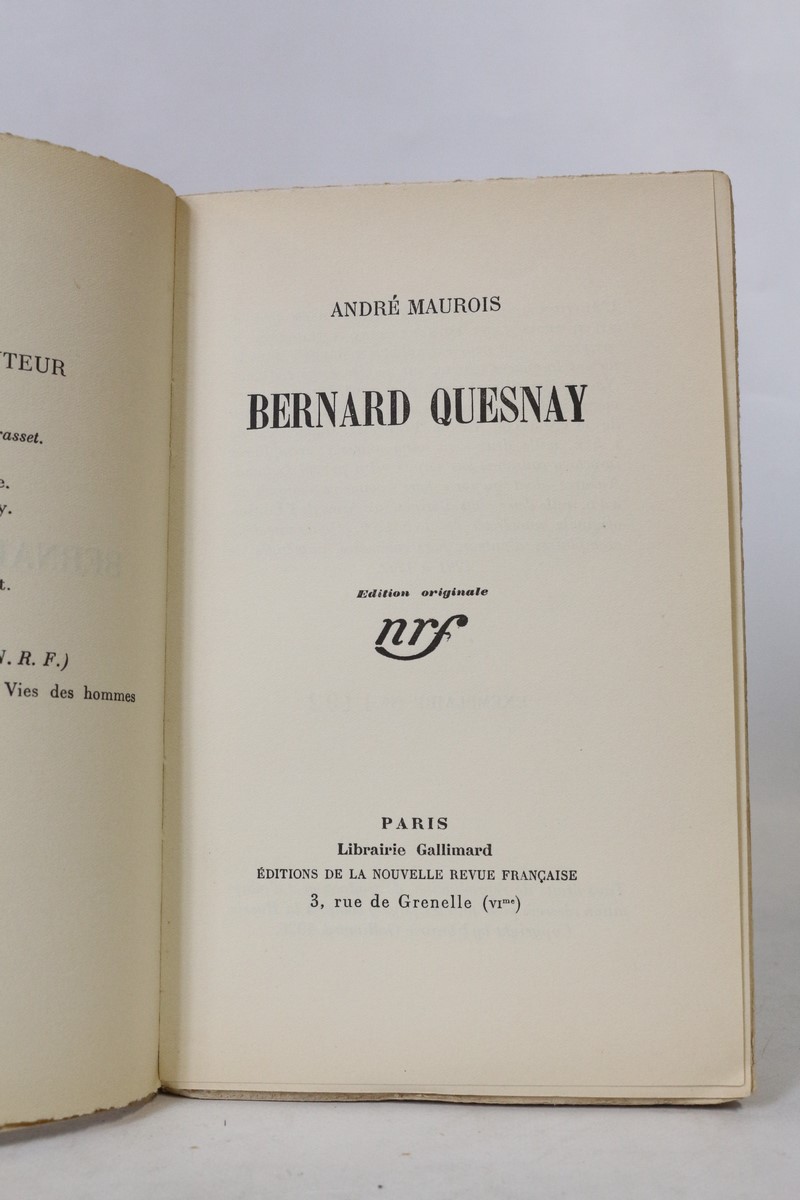 TEUR
asset.
e.
y.
t.
. R. F.)
Vies des hommes
ANDRÉ MAUROIS
BERNARD QUESNAY
Edition originale
nrf
PARIS
Librairie Gallimard
ÉDITIONS DE LA NOUVELLE REVUE FRANÇAISE
3, rue de Grenelle (VIme)